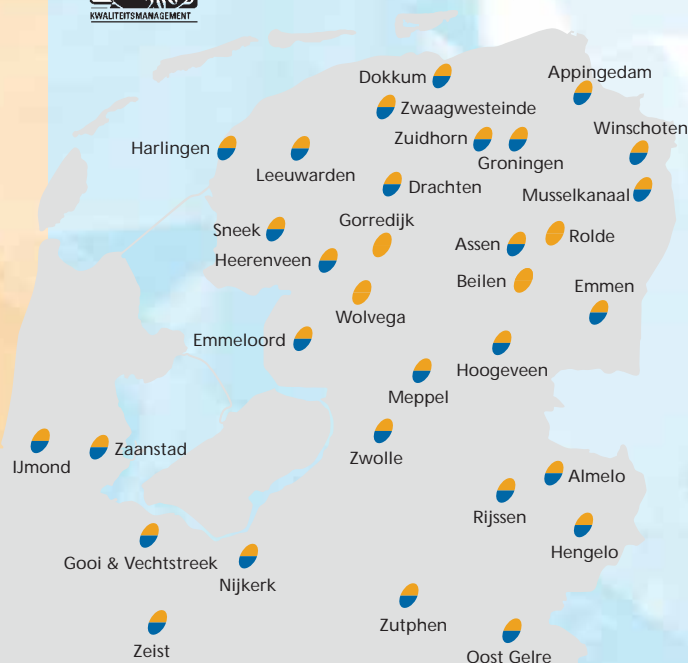 KWALITEITSMANAGEMENT
Dokkum
Appingedam
Zwaagwesteinde
Winschoten
Zuidhorn
Harlingen
Groningen
Leeuwarden
Drachten
Musselkanaal
Gorredijk
Sneek
Rolde
Assen
Heerenveen
Beilen
Emmen
Wolvega
Emmeloord
Hoogeveen
Meppel
Zaanstad
Zwolle
IJmond
Almelo
Rijssen
Hengelo
Gooi & Vechtstreek
Nijkerk
Zutphen
Zeist
Oost Gelre